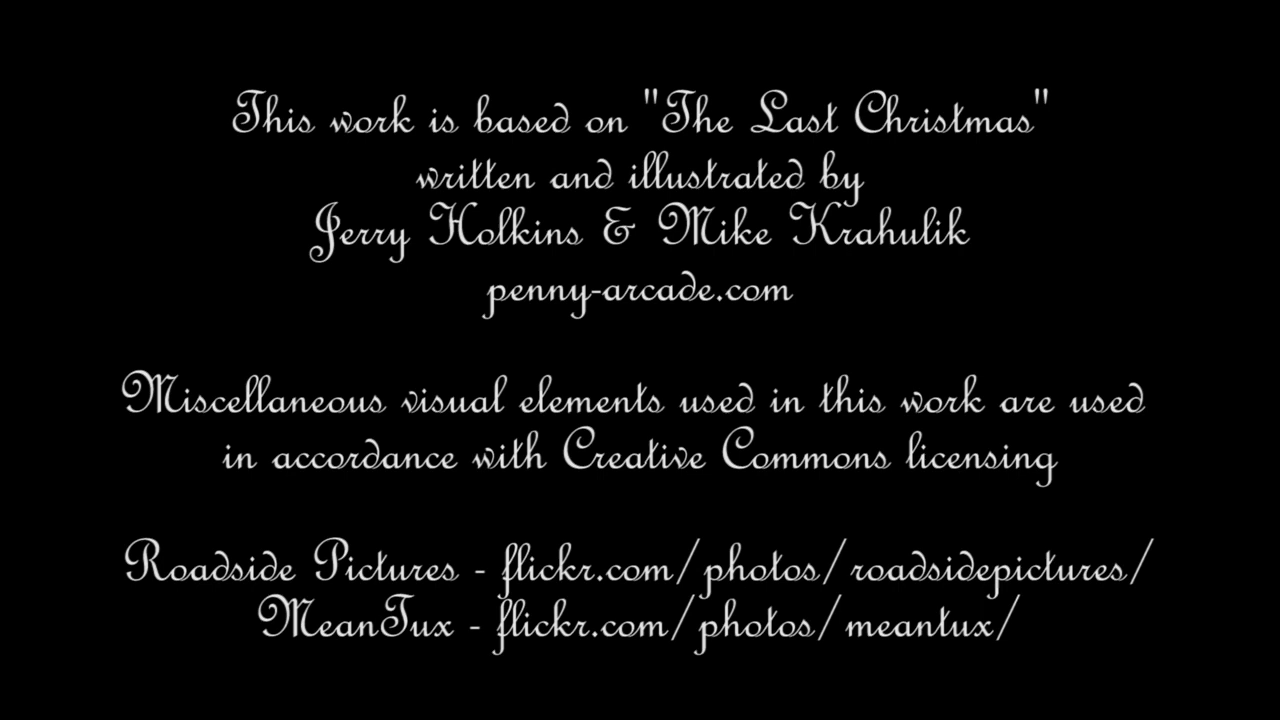 This work is based on "The Last Christmas"
written and illustrated by
Jerry Holkins & Mike Krahulik
penny-arcade.com
Miscellaneous visual elements used in this work are used
in accordance with Creative Commons licensing
Roadside Pictures - flickr.com/photos/roadsidepictures/
MeanTux - flickr.com/photos/meantux/